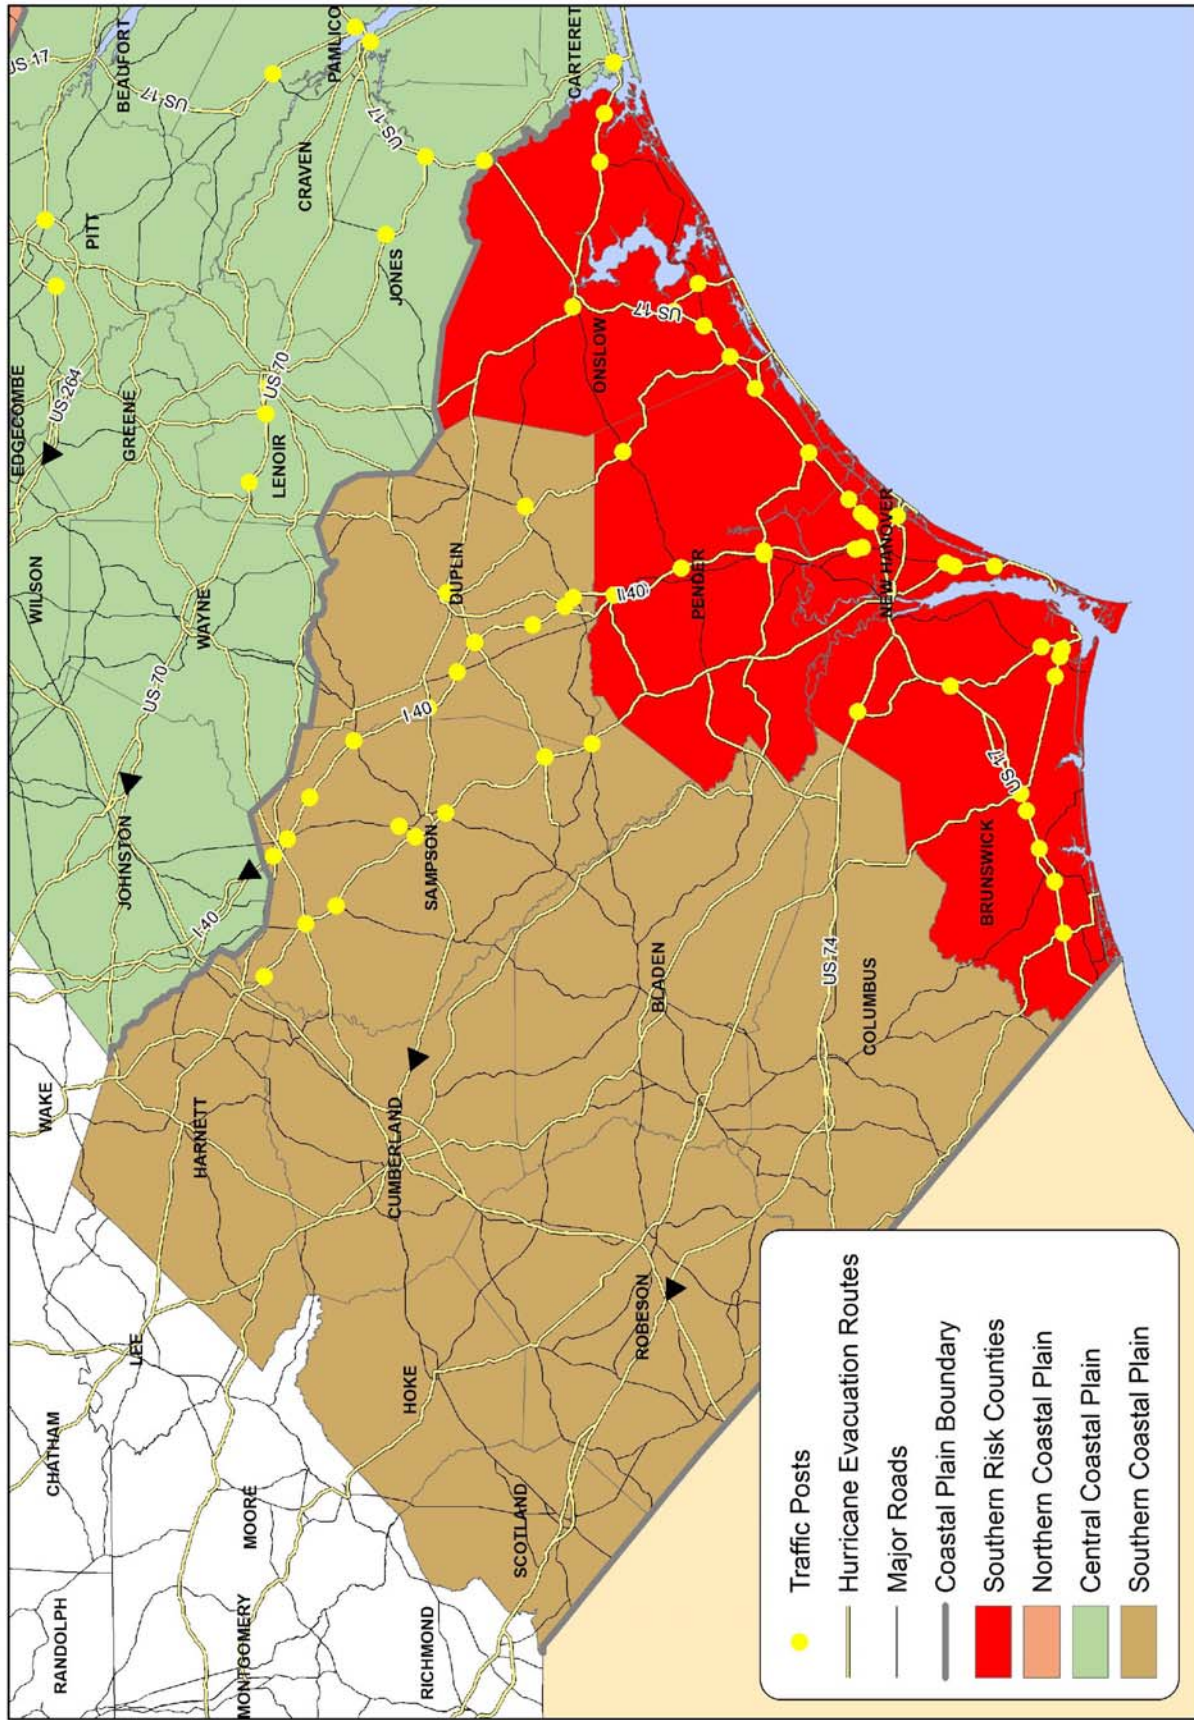 RANDOLPH
CHATHAM
WAKE
WILSON
EDGECOMBE
US-17
US-264
PITT
BEAUFORT
LEE
JOHNSTON
US-70
GREENE
US-17
MONTGOMERY
MOORE
HARNETT
I-40
WAYNE
LENOIR
US-70
CRAVEN
PAMLICO
RICHMOND
HOKE
CUMBERLAND
SAMPSON
I 40
DUPLIN
JONES
US-17
SCOTLAND
CARTERET
ROBESON
BLADEN
I 40
ONSLOW
US 17
PENDER
COLUMBUS
US-74
NEW HANOVER
BRUNSWICK
US-17
Traffic Posts
Hurricane Evacuation Routes
Major Roads
Coastal Plain Boundary
Southern Risk Counties
Northern Coastal Plain
Central Coastal Plain
Southern Coastal Plain